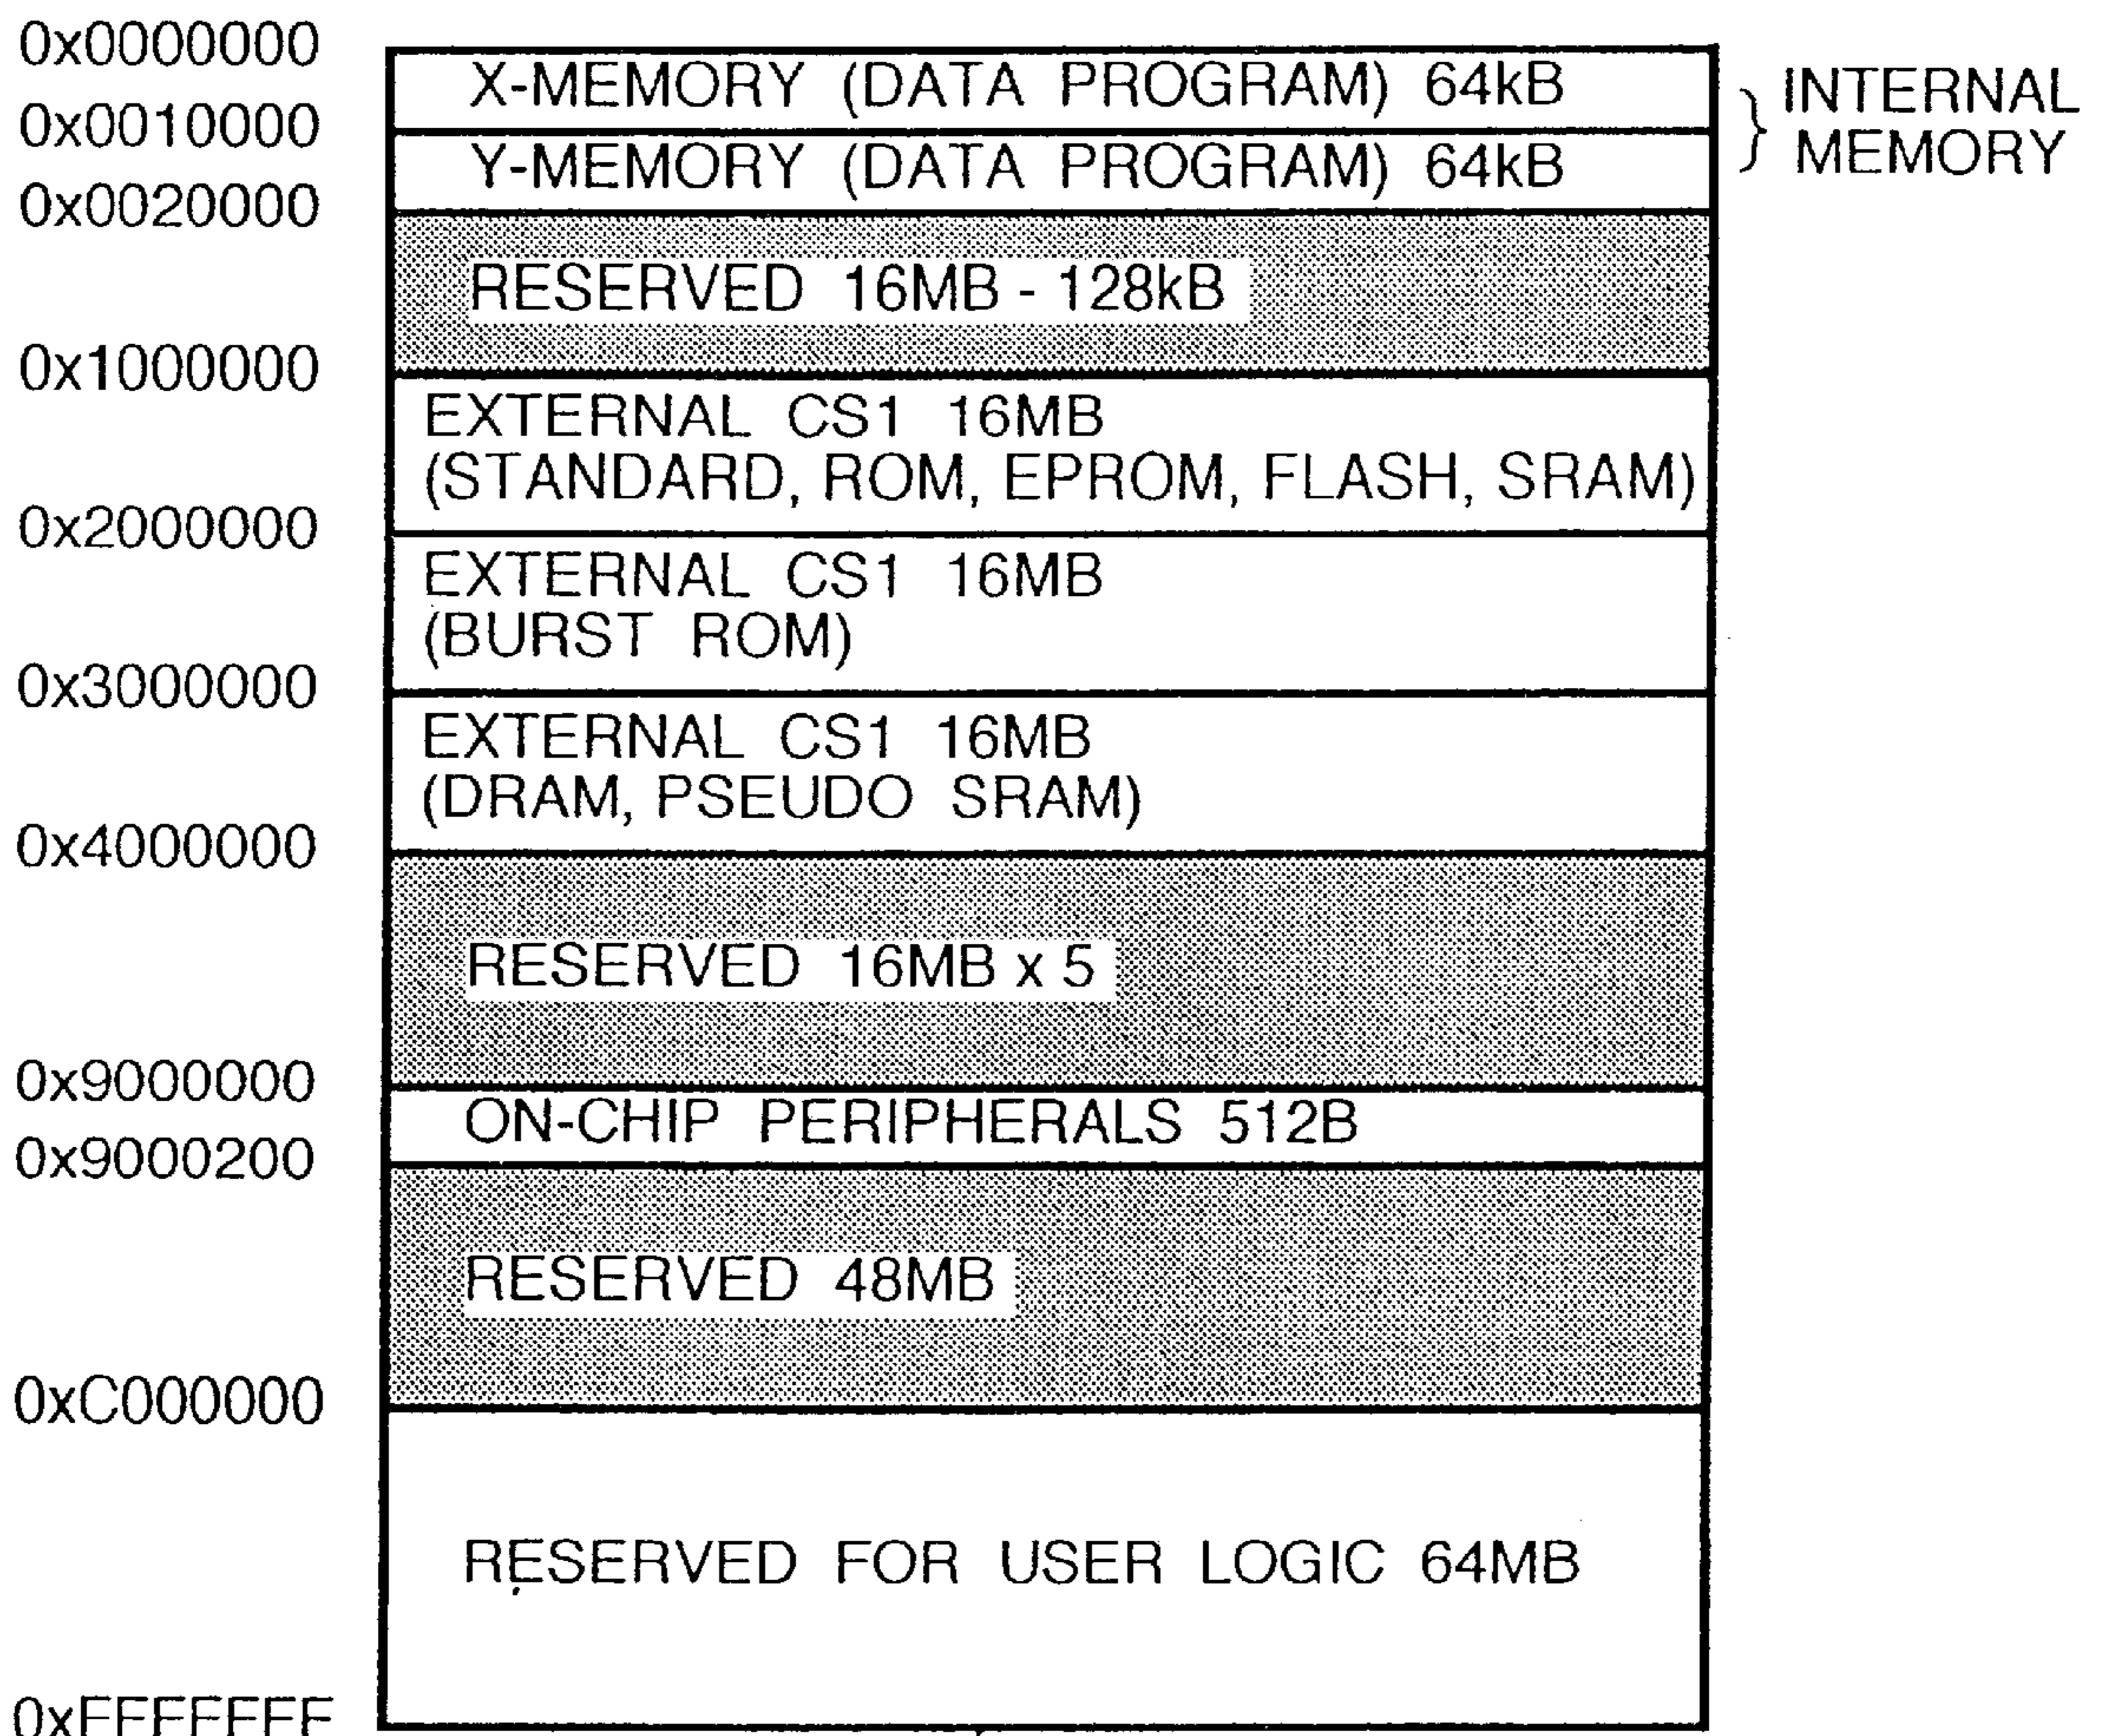 0x0000000
X-MEMORY (DATA PROGRAM) 64kB
INTERNAL
MEMORY
0x0010000
Y-MEMORY (DATA PROGRAM) 64kB
0x0020000
RESERVED 16MB - 128kB
0x1000000
EXTERNAL CS1 16MB
(STANDARD, ROM, EPROM, FLASH, SRAM)
0x2000000
EXTERNAL CS1 16MB
(BURST ROM)
0x3000000
EXTERNAL CS1 16MB
(DRAM, PSEUDO SRAM)
0x4000000
RESERVED 16MB x 5
0x9000000
ON-CHIP PERIPHERALS 512B
0x9000200
RESERVED 48MB
0xC000000
RESERVED FOR USER LOGIC 64MB
0xFFFFFFF